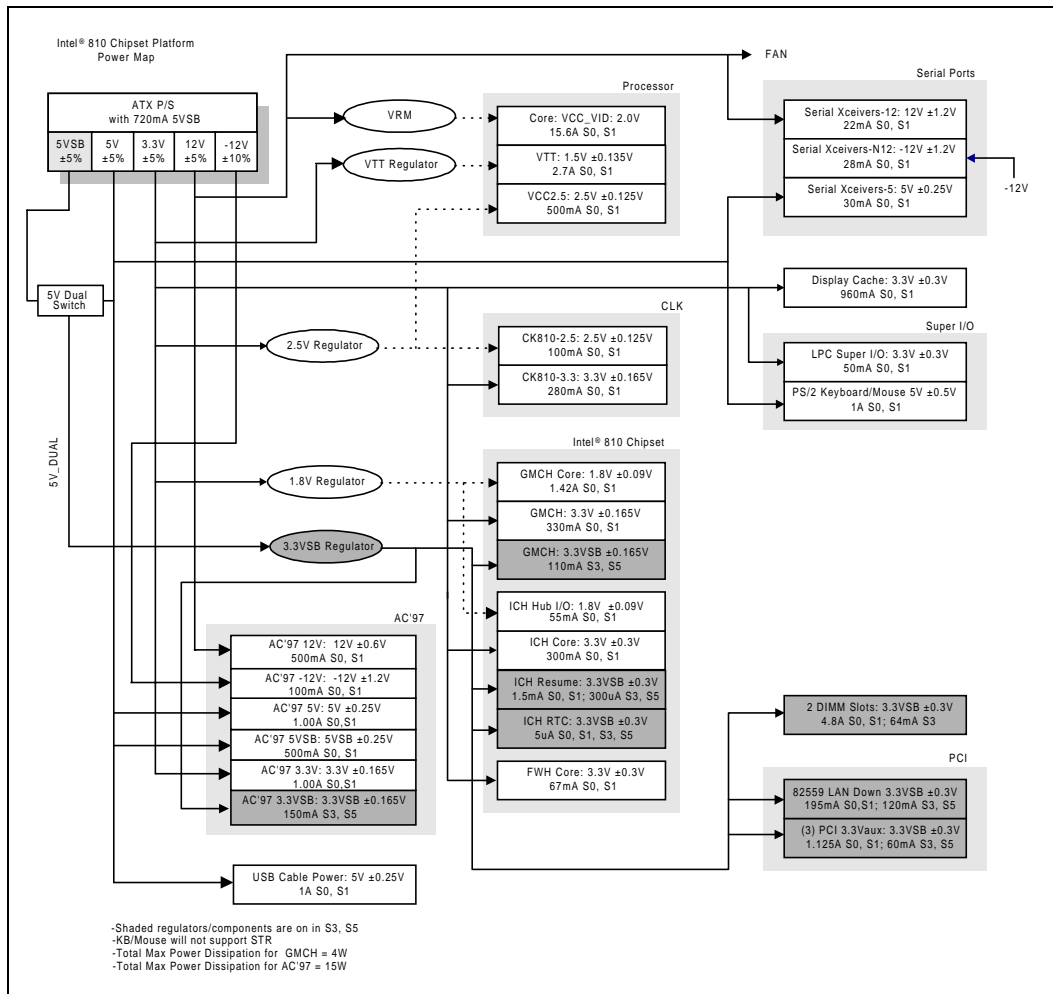 Intel® 810 Chipset Platform
Power Map
ATX P/S
with 720mA 5VSB
5VSB
±5%
5V
±5%
3.3V
±5%
12V
±5%
-12V
±10%
FAN
VRM
VTT Regulator
Processor
Core: VCC_VID: 2.0V
15.6A S0, S1
VTT: 1.5V ±0.135V
2.7A S0, S1
VCC2.5: 2.5V ±0.125V
500mA S0, S1
Serial Ports
Serial Xceivers-12: 12V ±1.2V
22mA S0, S1
Serial Xceivers-N12: -12V ±1.2V
28mA S0, S1
Serial Xceivers-5: 5V ±0.25V
30mA S0, S1
-12V
5V Dual
Switch
5V_DUAL
Display Cache: 3.3V ±0.3V
960mA S0, S1
Super I/O
LPC Super I/O: 3.3V ±0.3V
50mA S0, S1
PS/2 Keyboard/Mouse 5V ±0.5V
1A S0, S1
2.5V Regulator
CLK
CK810-2.5: 2.5V ±0.125V
100mA S0, S1
CK810-3.3: 3.3V ±0.165V
280mA S0, S1
1.8V Regulator
3.3VSB Regulator
Intel® 810 Chipset
GMCH Core: 1.8V ±0.09V
1.42A S0, S1
GMCH: 3.3V ±0.165V
330mA S0, S1
GMCH: 3.3VSB ±0.165V
110mA S3, S5
ICH Hub I/O: 1.8V ±0.09V
55mA S0, S1
ICH Core: 3.3V ±0.3V
300mA S0, S1
ICH Resume: 3.3VSB ±0.3V
1.5mA S0, S1; 300uA S3, S5
ICH RTC: 3.3VSB ±0.3V
5uA S0, S1, S3, S5
FWH Core: 3.3V ±0.3V
67mA S0, S1
AC'97
AC'97 12V: 12V ±0.6V
500mA S0, S1
AC'97 -12V: -12V ±1.2V
100mA S0, S1
AC'97 5V: 5V ±0.25V
1.00A S0,S1
AC'97 5VSB: 5VSB ±0.25V
500mA S0, S1
AC'97 3.3V: 3.3V ±0.165V
1.00A S0,S1
AC'97 3.3VSB: 3.3VSB ±0.165V
150mA S3, S5
2 DIMM Slots: 3.3VSB ±0.3V
4.8A S0, S1; 64mA S3
PCI
82559 LAN Down 3.3VSB ±0.3V
195mA S0,S1; 120mA S3, S5
(3) PCI 3.3Vaux: 3.3VSB ±0.3V
1.125A S0, S1; 60mA S3, S5
USB Cable Power: 5V ±0.25V
1A S0, S1
-Shaded regulators/components are on in S3, S5
-KB/Mouse will not support STR
-Total Max Power Dissipation for GMCH = 4W
-Total Max Power Dissipation for AC'97 = 15W